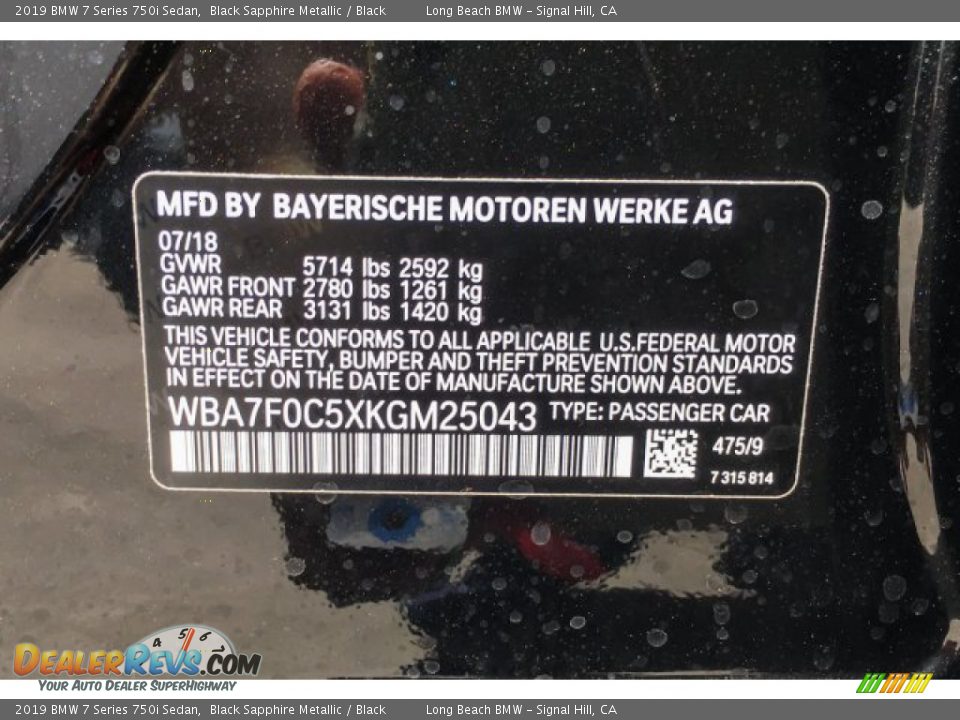 2019 BMW 7 Series 750i Sedan,  Black Sapphire Metallic / Black  Long Beach BMW - Signal Hill, CA
MFD BY BAYERISCHE MOTOREN WERKE AG
07/18
GVWR 5714 lbs 2592 kg
GAWR FRONT 2780 lbs 1261 kg
GAWR REAR 3131 lbs 1420 kg
THIS VEHICLE CONFORMS TO ALL APPLICABLE U.S.FEDERAL MOTOR
VEHICLE SAFETY, BUMPER AND THEFT PREVENTION STANDARDS
IN EFFECT ON THE DATE OF MANUFACTURE SHOWN ABOVE.
WBA7F0C5XKGM25043 TYPE: PASSENGER CAR
475/9
7 315 814
4 5 6
DEALERREVS.COM
YOUR AUTO DEALER SUPERHIGHWAY
2019 BMW 7 Series 750i Sedan,  Black Sapphire Metallic / Black  Long Beach BMW - Signal Hill, CA